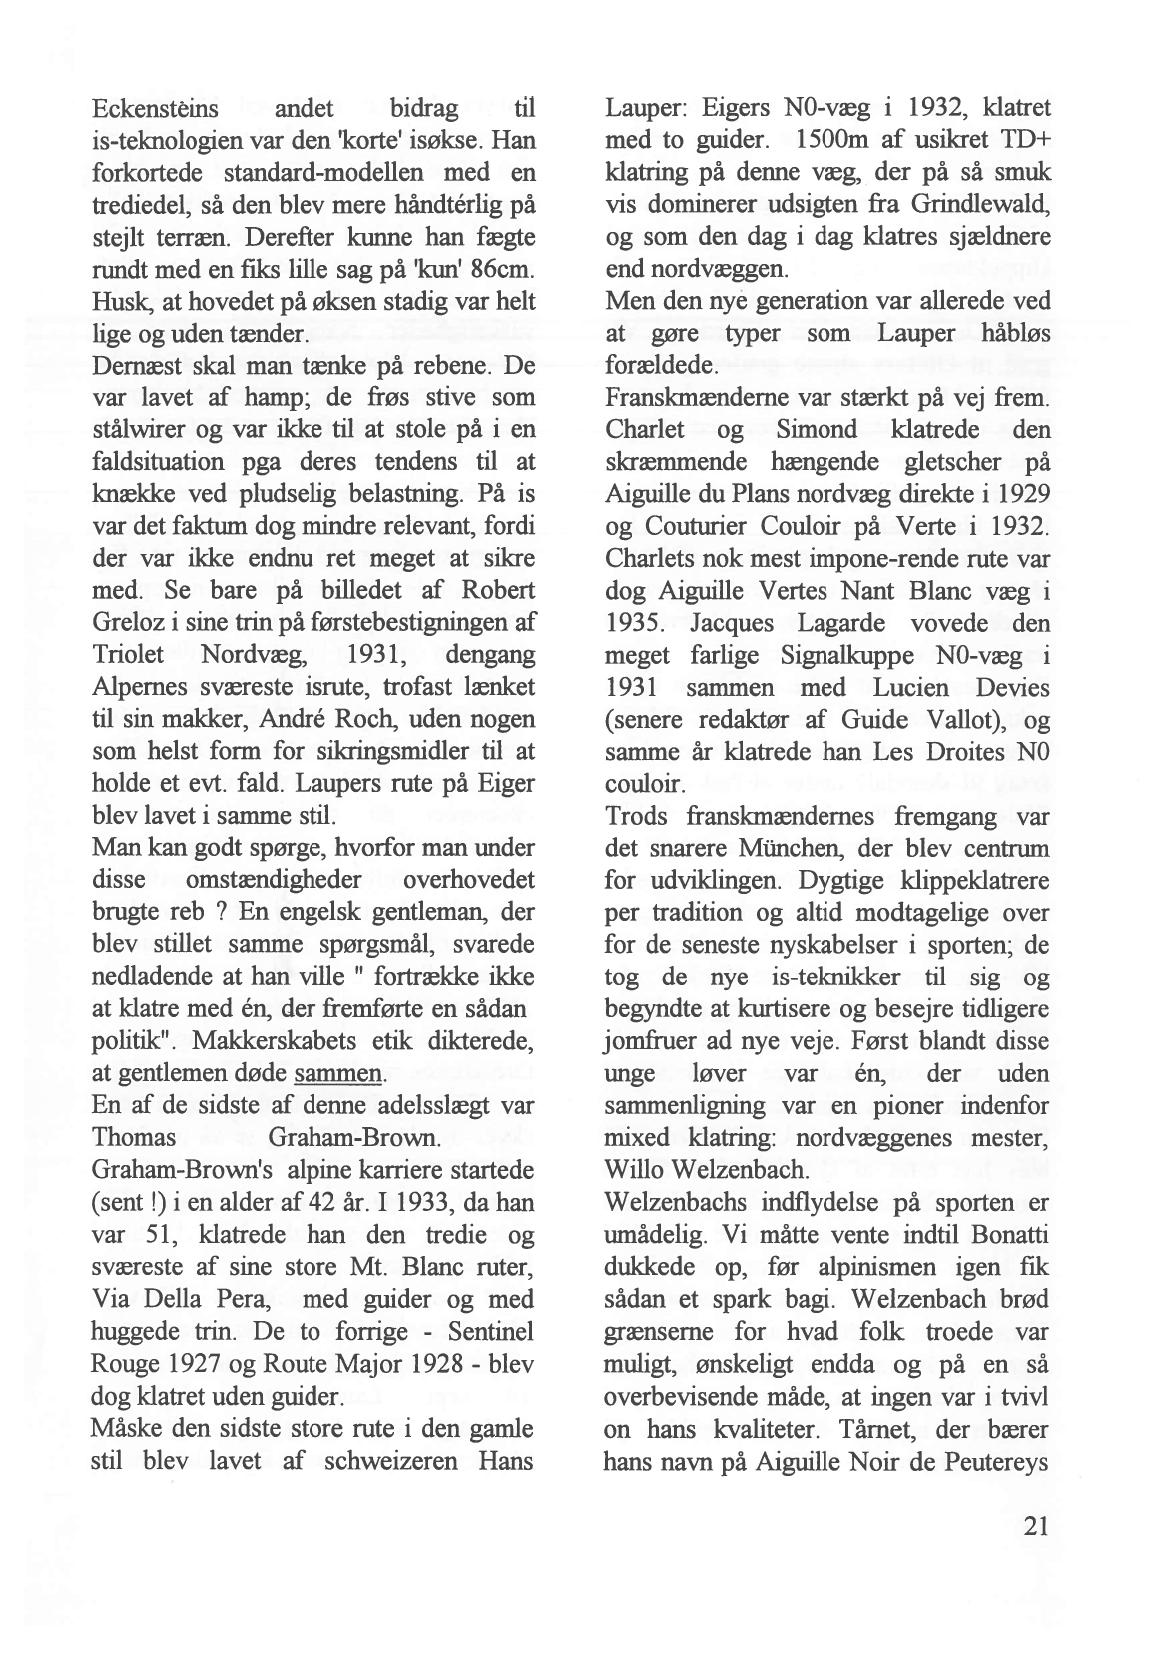 Eckensteins andet bidrag til
is-teknologien var den 'korte' isøkse. Han
forkortede standard-modellen med en
trediedel, så den blev mere håndtérlig på
stejlt terræn. Derefter kunne han fægte
rundt med en fiks lille sag på 'kun' 86cm.
Husk, at hovedet på øksen stadig var helt
lige og uden tænder.
Dernæst skal man tænke på rebene. De
var lavet af hamp; de frøs stive som
stålwirer og var ikke til at stole på i en
faldsituation pga deres tendens til at
knække ved pludselig belastning. På is
var det faktum dog mindre relevant, fordi
der var ikke endnu ret meget at sikre
med. Se bare på billedet af Robert
Greloz i sine trin på førstebestigningen af
Triolet Nordvæg, 1931, dengang
Alpernes sværeste isrute, trofast lænket
til sin makker, André Roch, uden nogen
som helst form for sikringsmidler til at
holde et evt. fald. Laupers rute på Eiger
blev lavet i samme stil.
Man kan godt spørge, hvorfor man under
disse omstændigheder overhovedet
brugte reb ? En engelsk gentleman, der
blev stillet samme spørgsmål, svarede
nedladende at han ville " fortrække ikke
at klatre med én, der fremførte en sådan
politik". Makkerskabets etik dikterede,
at gentlemen døde sammen.
En af de sidste af denne adelsslægt var
Thomas Graham-Brown.
Graham-Brown's alpine karriere startede
(sent !) i en alder af 42 år. I 1933, da han
var 51, klatrede han den tredie og
sværeste af sine store Mt. Blanc ruter,
Via Della Pera, med guider og med
huggede trin. De to forrige - Sentinel
Rouge 1927 og Route Major 1928 - blev
dog klatret uden guider.
Måske den sidste store rute i den gamle
stil blev lavet af schweizeren Hans
Lauper: Eigers NO-væg i 1932, klatret
med to guider. 1500m af usikret TD+
klatring på denne væg, der på så smuk
vis dominerer udsigten fra Grindlewald,
og som den dag i dag klatres sjældnere
end nordvæggen.
Men den nye generation var allerede ved
at gøre typer som Lauper håbløs
forældede.
Franskmænderne var stærkt på vej frem.
Charlet og Simond klatrede den
skræmmende hængende gletscher på
Aiguille du Plans nordvæg direkte i 1929
og Couturier Couloir på Verte i 1932.
Charlets nok mest impone-rende rute var
dog Aiguille Vertes Nant Blanc væg i
1935. Jacques Lagarde vovede den
meget farlige Signalkuppe NO-væg i
1931 sammen med Lucien Devies
(senere redaktør af Guide Vallot), og
samme år klatrede han Les Droites NO
couloir.
Trods franskmændernes fremgang var
det snarere München, der blev centrum
for udviklingen. Dygtige klippeklatrere
per tradition og altid modtagelige over
for de seneste nyskabelser i sporten; de
tog de nye is-teknikker til sig og
begyndte at kurtisere og besejre tidligere
jomfruer ad nye veje. Først blandt disse
unge løver var én, der uden
sammenligning var en pioner indenfor
mixed klatring: nordvæggenes mester,
Willo Welzenbach.
Welzenbachs indflydelse på sporten er
umådelig. Vi måtte vente indtil Bonatti
dukkede op, før alpinismen igen fik
sådan et spark bagi. Welzenbach brød
grænserne for hvad folk troede var
muligt, ønskeligt endda og på en så
overbevisende måde, at ingen var i tvivl
on hans kvaliteter. Tårnet, der bærer
hans navn på Aiguille Noir de Peutereys
21